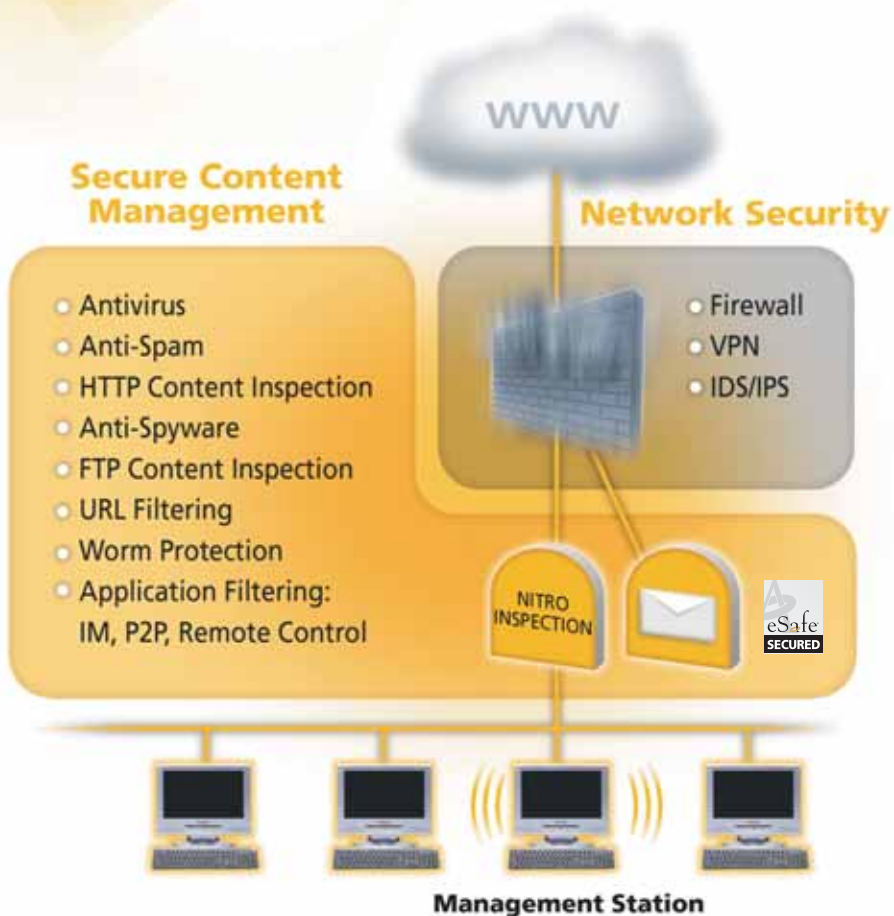 www
Secure Content
Management
Network Security
Antivirus
Anti-Spam
HTTP Content Inspection
Anti-Spyware
FTP Content Inspection
URL Filtering
Worm Protection
Application Filtering:
IM, P2P, Remote Control
Firewall
VPN
IDS/IPS
NITRO
INSPECTION
eSafe
SECURED
Management Station